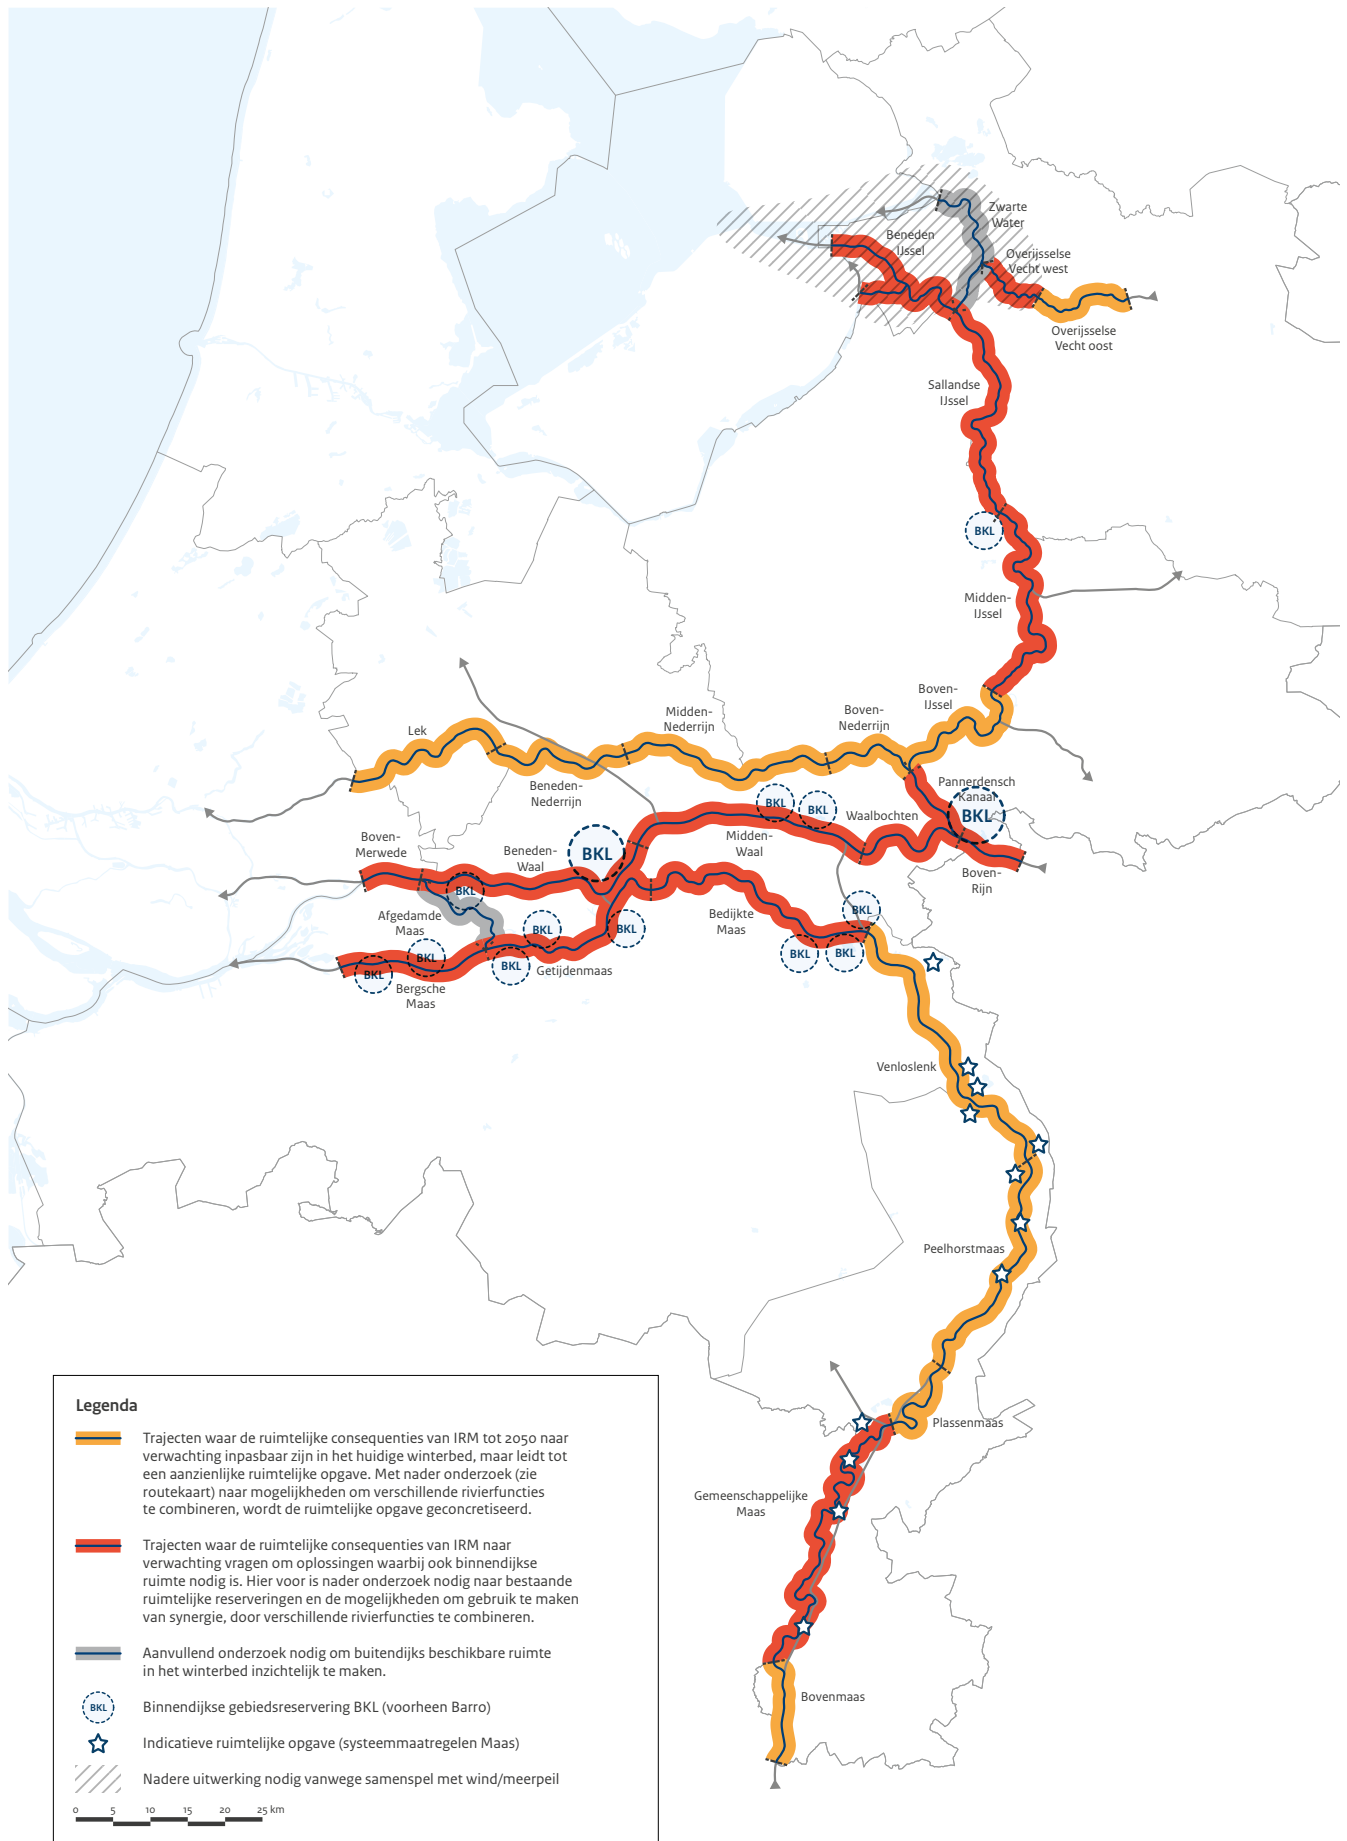 Zwarte
Water
Beneden
IJssel
Overijsselse
Vecht west
Overijsselse
Vecht oost
Sallandse
IJssel
BKL
Midden-
IJssel
Boven-
IJssel
Boven-
Nederrijn
Midden-
Nederrijn
Lek
Beneden-
Nederrijn
Pannerdensch
Kanaal
BKL
BKL
BKL
Waalbochten
Midden-
Waal
Boven-
Merwede
Beneden-
Waal
BKL
Boven-
Rijn
BKL
Afgedamde
Maas
BKL
BKL
BKL
Bedijkte
Maas
BKL
BKL
BKL
BKL
BKL
BKL
Getijdenmaas
Bergsche
Maas
Venloslenk
Peelhorstmaas
Plassenmaas
Gemeenschappelijke
Maas
Bovenmaas
Legenda
Trajecten waar de ruimtelijke consequenties van IRM tot 2050 naar
verwachting inpasbaar zijn in het huidige winterbed, maar leidt tot
een aanzienlijke ruimtelijke opgave. Met nader onderzoek (zie
routekaart) naar mogelijkheden om verschillende rivierfuncties
te combineren, wordt de ruimtelijke opgave geconcretiseerd.
Trajecten waar de ruimtelijke consequenties van IRM naar
verwachting vragen om oplossingen waarbij ook binnendijkse
ruimte nodig is. Hier voor is nader onderzoek nodig naar bestaande
ruimtelijke reserveringen en de mogelijkheden om gebruik te maken
van synergie, door verschillende rivierfuncties te combineren.
Aanvullend onderzoek nodig om buitendijks beschikbare ruimte
in het winterbed inzichtelijk te maken.
BKL Binnendijkse gebiedsreservering BKL (voorheen Barro)
Indicatieve ruimtelijke opgave (systeemmaatregelen Maas)
Nadere uitwerking nodig vanwege samenspel met wind/meerpeil
0 5 10 15 20 25 km